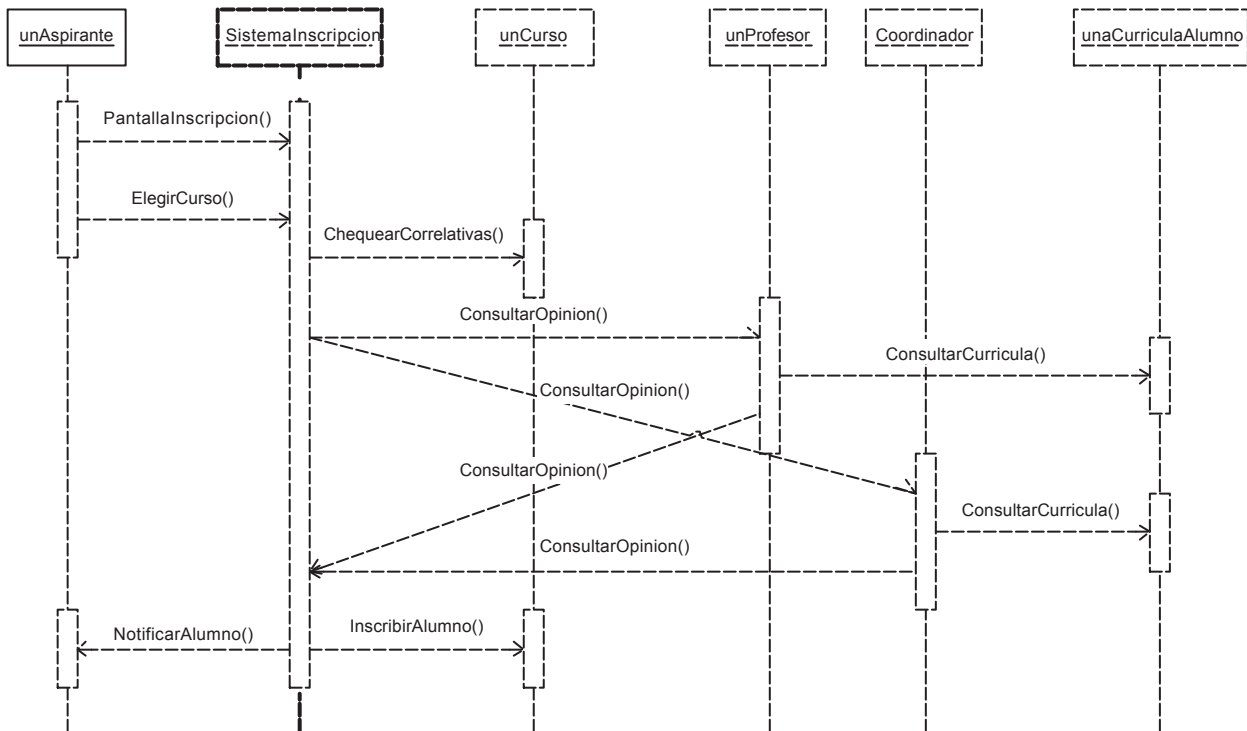 unAspirante
SistemaInscripcion
unCurso
unProfesor
Coordinador
unaCurriculaAlumno
PantallaInscripcion()
ElegirCurso()
ChequearCorrelativas()
ConsultarOpinion()
ConsultarCurricula()
ConsultarOpinion()
ConsultarOpinion()
ConsultarCurricula()
ConsultarOpinion()
NotificarAlumno()
InscribirAlumno()